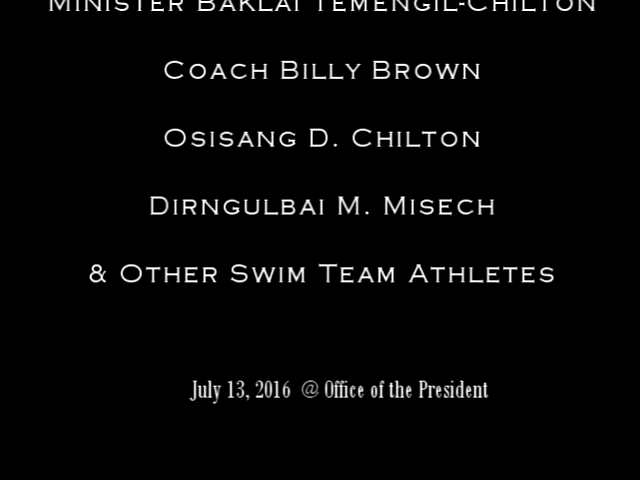 Minister Baklai Temengil-Chilton
Coach Billy Brown
Osisang D. Chilton
Dirngulbai M. Misech
& Other Swim Team Athletes
July 13, 2016 @ Office of the President